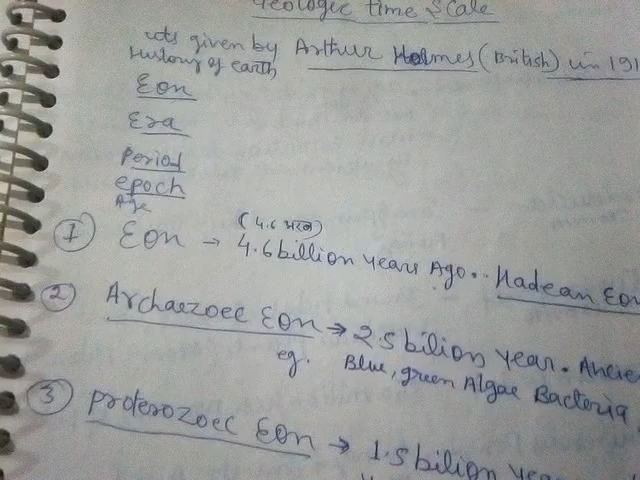 Geologic time Scale
its given by Arthur Holmes (British) in 191
History of earth
Eon
Era
Period
epoch
Age
(4.6 अरब)
1 Eon → 4.6 billion years Ago.. Hadean Eon
2 Archaezoec Eon → 2.5 bilion year. Ancie
eg. Blue, green Algae Bacteria.
3 proterozoec Eon → 1.5 bilion yea